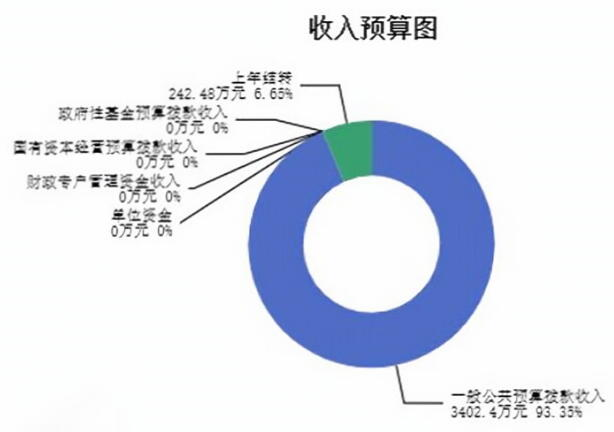 收入预算图
上年结转
242.48万元 6.65%
政府性基金预算拨款收入
0万元 0%
国有资本经营预算拨款收入
0万元 0%
财政专户管理资金收入
0万元 0%
单位资金
0万元 0%
一般公共预算拨款收入
3402.4万元 93.35%